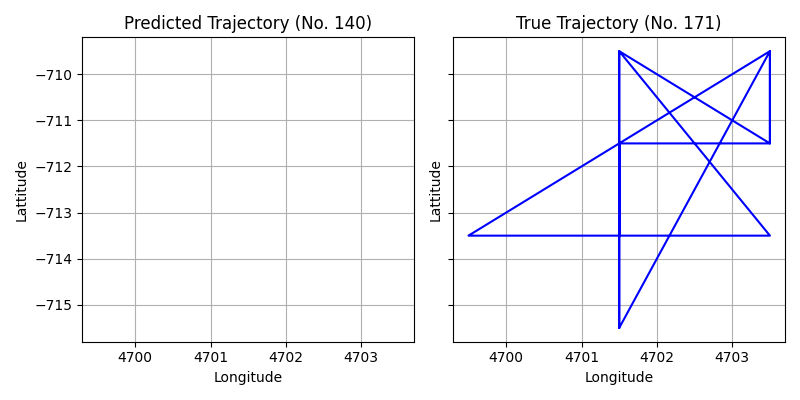 Predicted Trajectory (No. 140)
−710
−711
−712
−713
−714
−715
Lattitude
4700 4701 4702 4703
Longitude
True Trajectory (No. 171)
Lattitude
4700 4701 4702 4703
Longitude